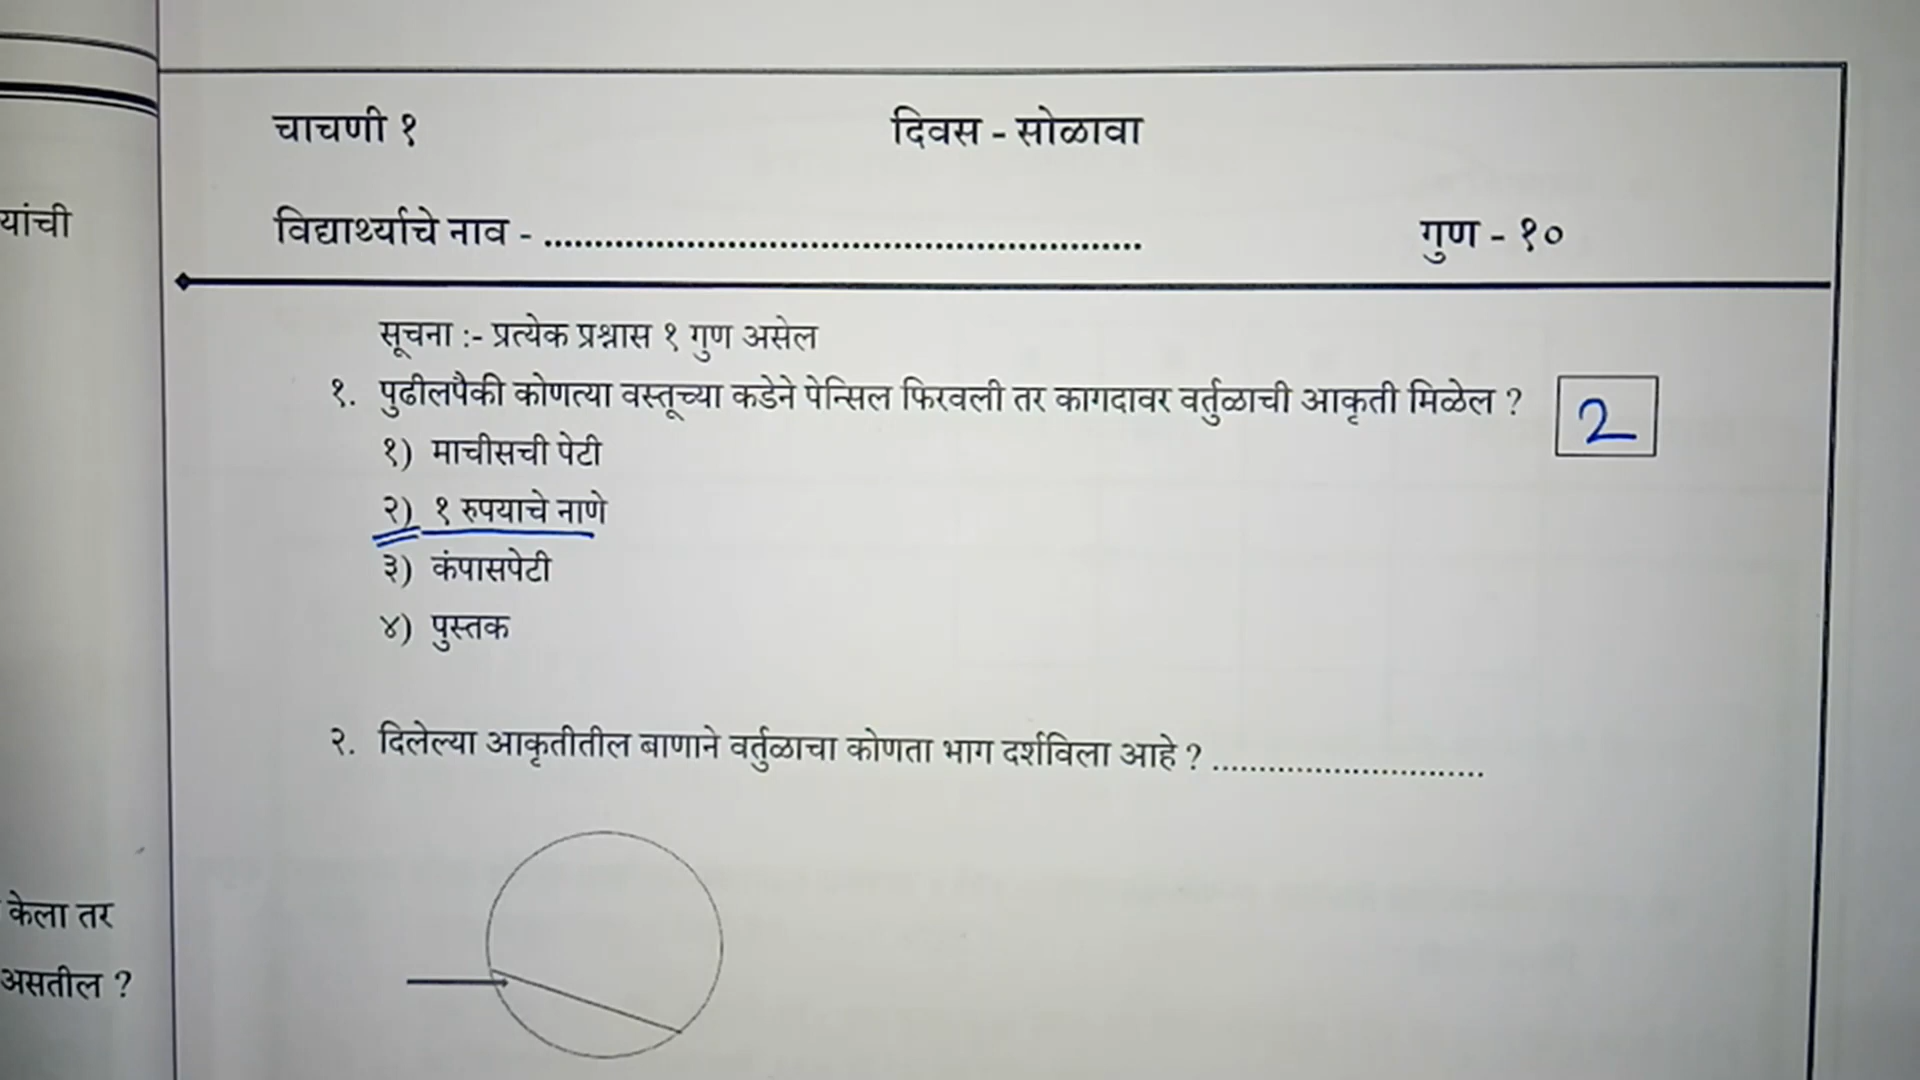 चाचणी १
दिवस - सोळावा
विद्यार्थ्याचे नाव - ............................................................
गुण - १०
सूचना :- प्रत्येक प्रश्नास १ गुण असेल
१. पुढीलपैकी कोणत्या वस्तूच्या कडेने पेन्सिल फिरवली तर कागदावर वर्तुळाची आकृती मिळेल ? 2
१) माचीसची पेटी
२) १ रुपयाचे नाणे
३) कंपासपेटी
४) पुस्तक
२. दिलेल्या आकृतीतील बाणाने वर्तुळाचा कोणता भाग दर्शविला आहे ? ............................
यांची
केला तर
असतील ?